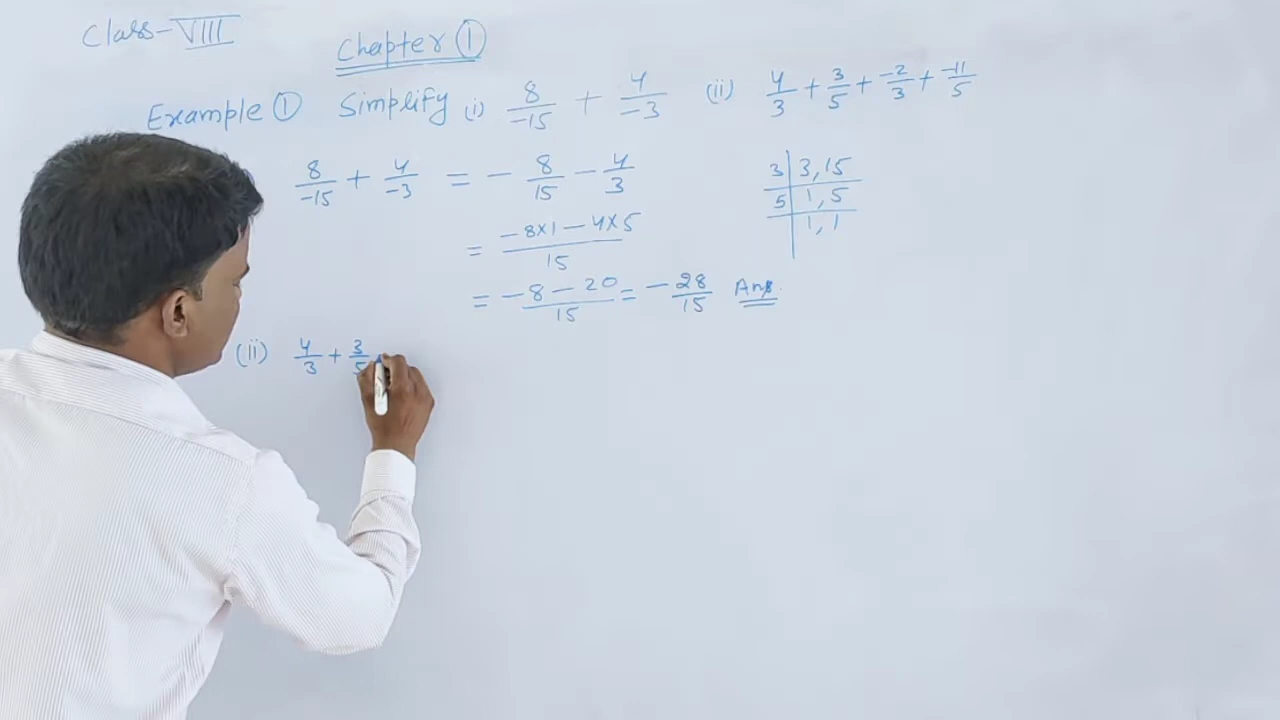 Class-VIII
Chapter ①
Example ① Simplify (i) 8/-15 + 4/-3 (ii) 4/3 + 3/5 + -2/3 + -11/5
8/-15 + 4/-3 = - 8/15 - 4/3
= -8×1 - 4×5/15
= -8 - 20/15 = - 28/15 Ans.
3 | 3, 15
5 | 1, 5
| 1, 1
(ii) 4/3 + 3/5